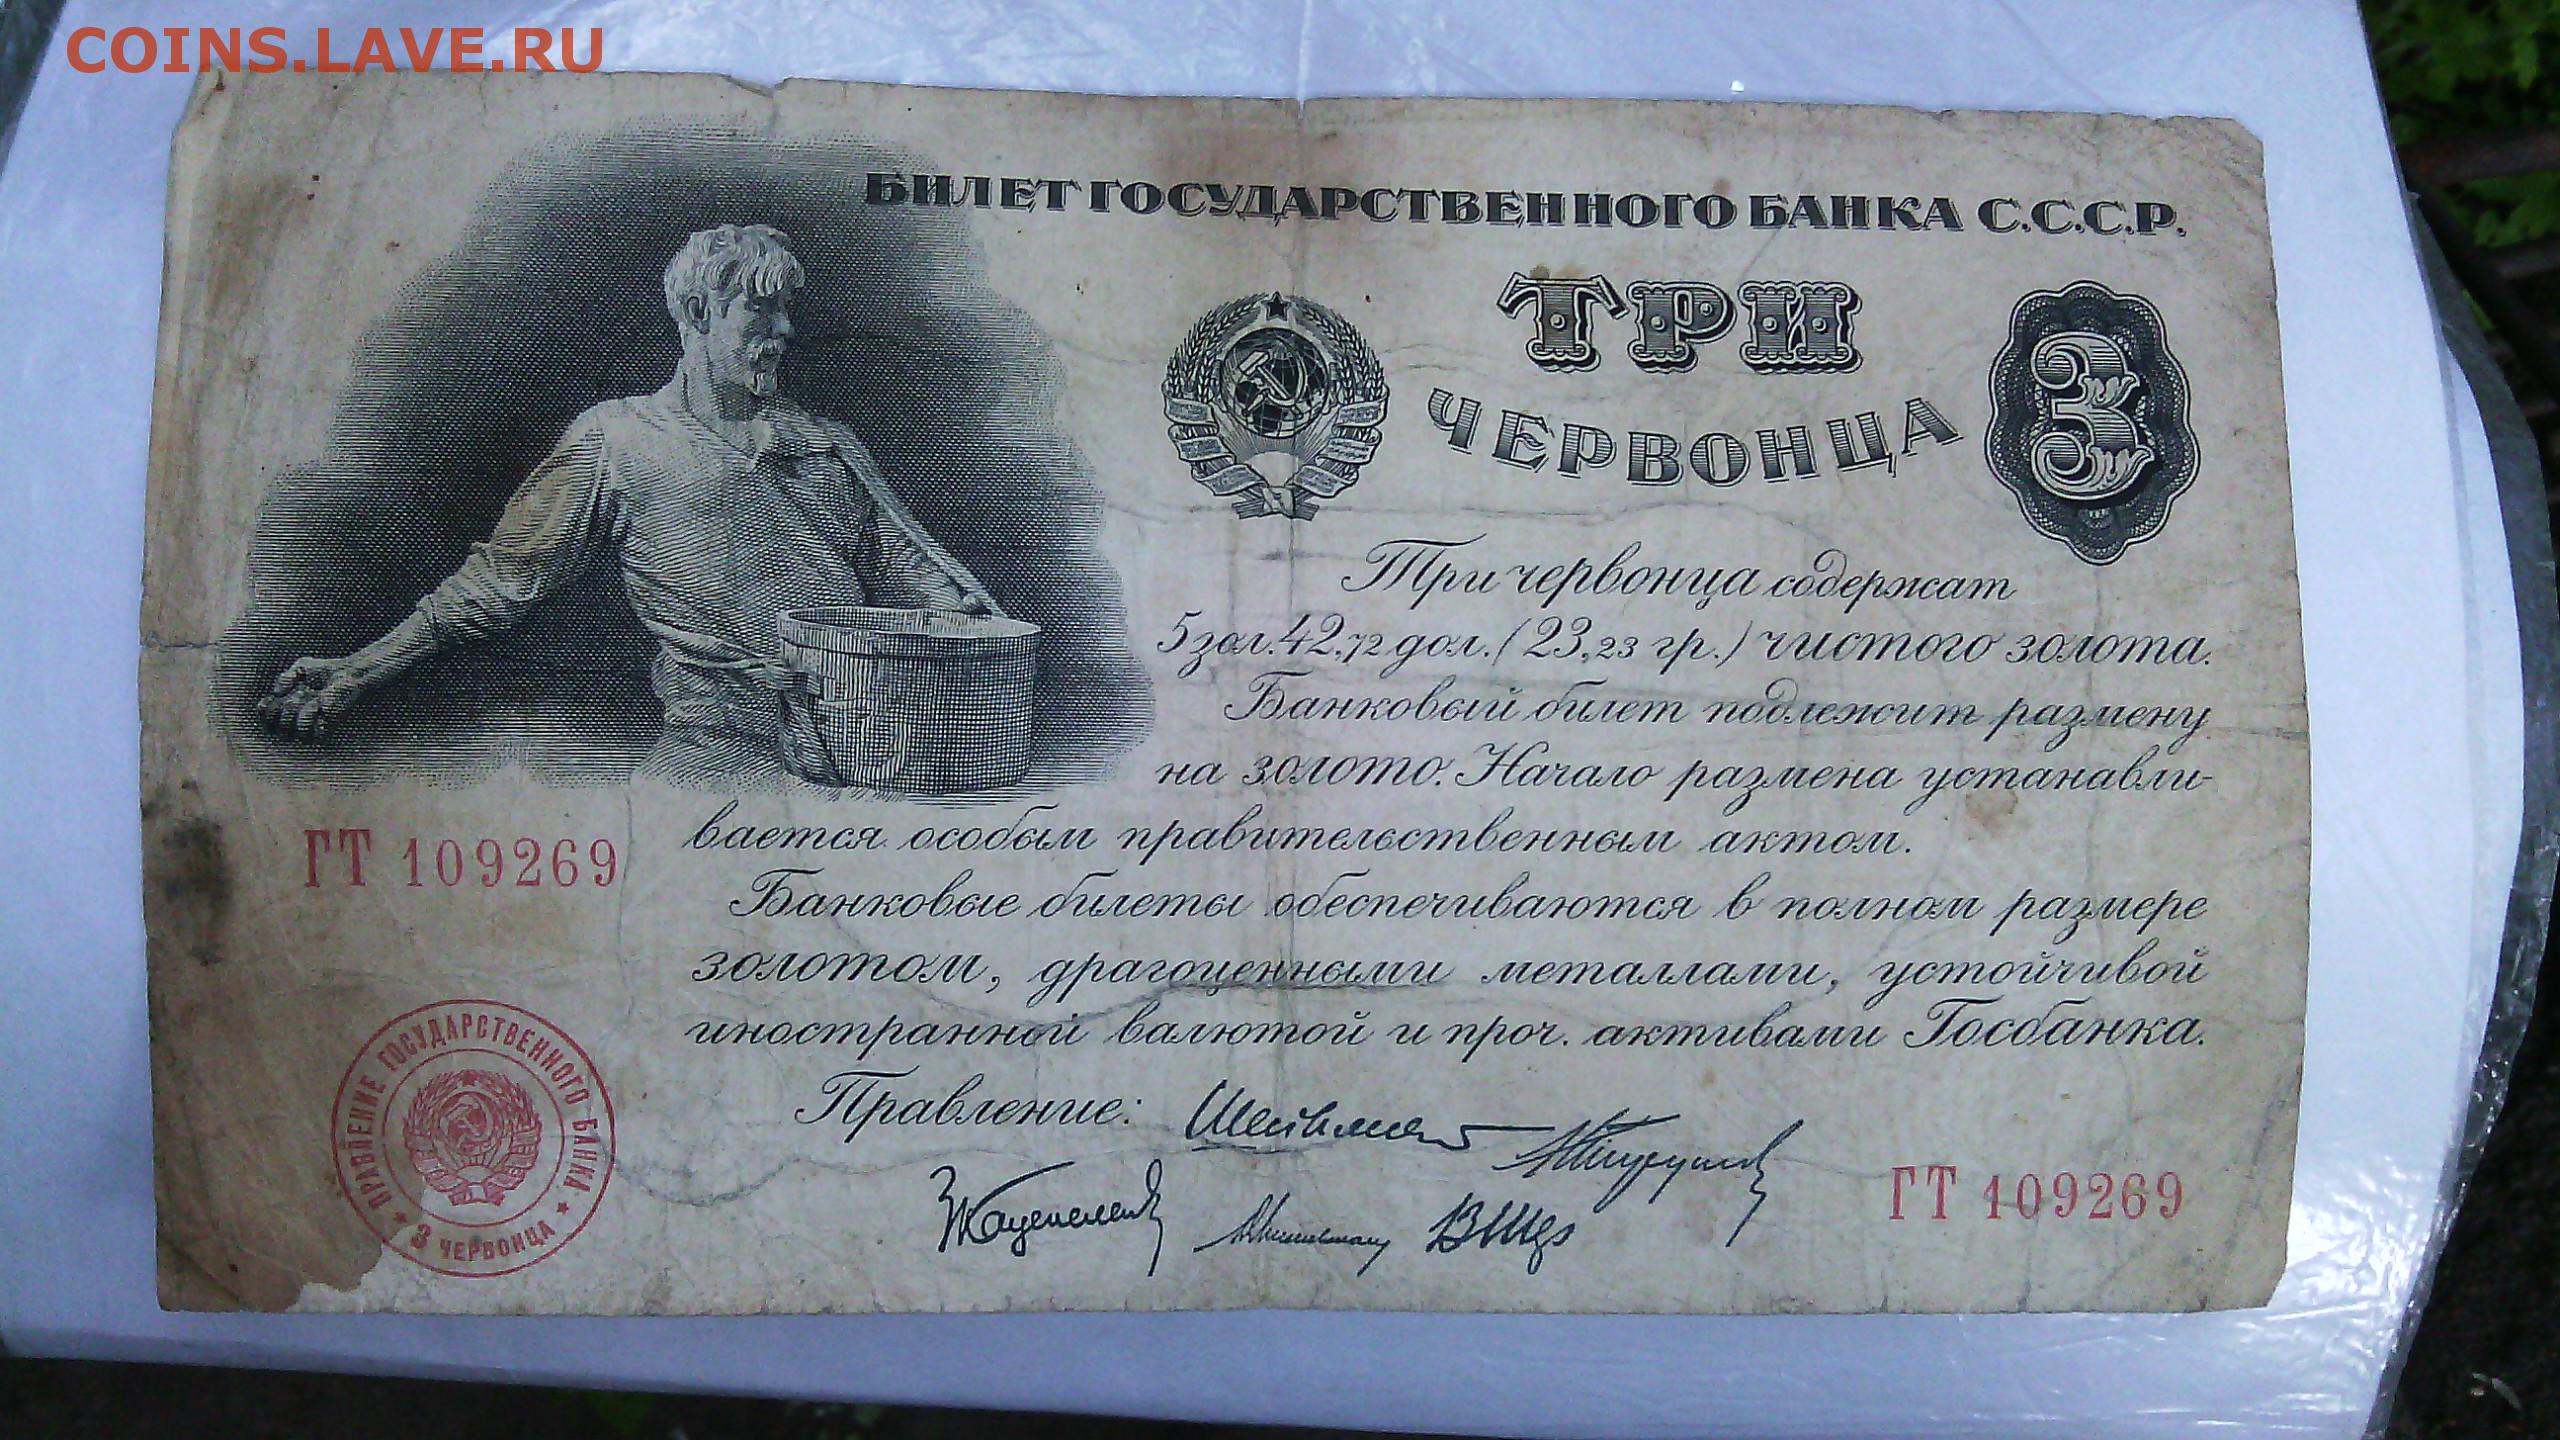 COINS.LAVE.RU
БИЛЕТ ГОСУДАРСТВЕННОГО БАНКА С.С.С.Р.
ТРИ
ЧЕРВОНЦА
3
Три червонца содержат
5 зол. 42,72 дол. (23,23 гр.) чистого золота.
Банковый билет подлежит размену
на золото. Начало размена устанавли-
вается особым правительственным актом.
ГТ 109269
Банковые билеты обеспечиваются в полном размере
золотом, драгоценными металлами, устойчивой
иностранной валютой и проч. активами Госбанка.
ПРАВЛЕНИЕ ГОСУДАРСТВЕННОГО БАНКА
3 ЧЕРВОНЦА
Правление:
ГТ 109269